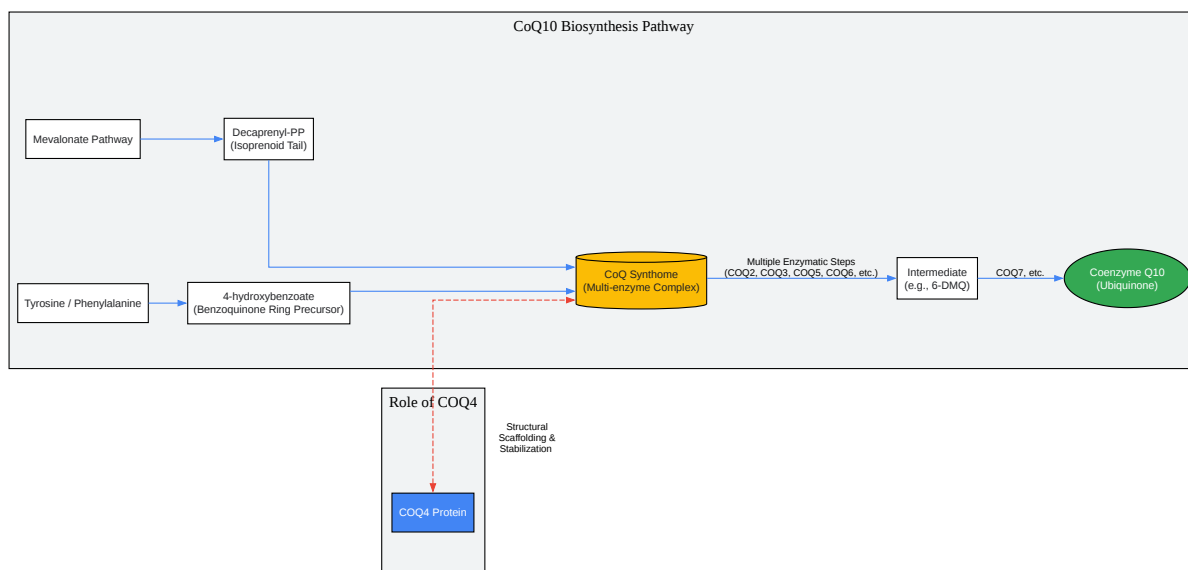 CoQ10 Biosynthesis Pathway
Mevalonate Pathway
Decaprenyl-PP
(Isoprenoid Tail)
Tyrosine / Phenylalanine
4-hydroxybenzoate
(Benzoquinone Ring Precursor)
CoQ Synthome
(Multi-enzyme Complex)
Multiple Enzymatic Steps
(COQ2, COQ3, COQ5, COQ6, etc.)
Intermediate
(e.g., 6-DMQ)
COQ7, etc.
Coenzyme Q10
(Ubiquinone)
Role of COQ4
Structural
Scaffolding &
Stabilization
COQ4 Protein